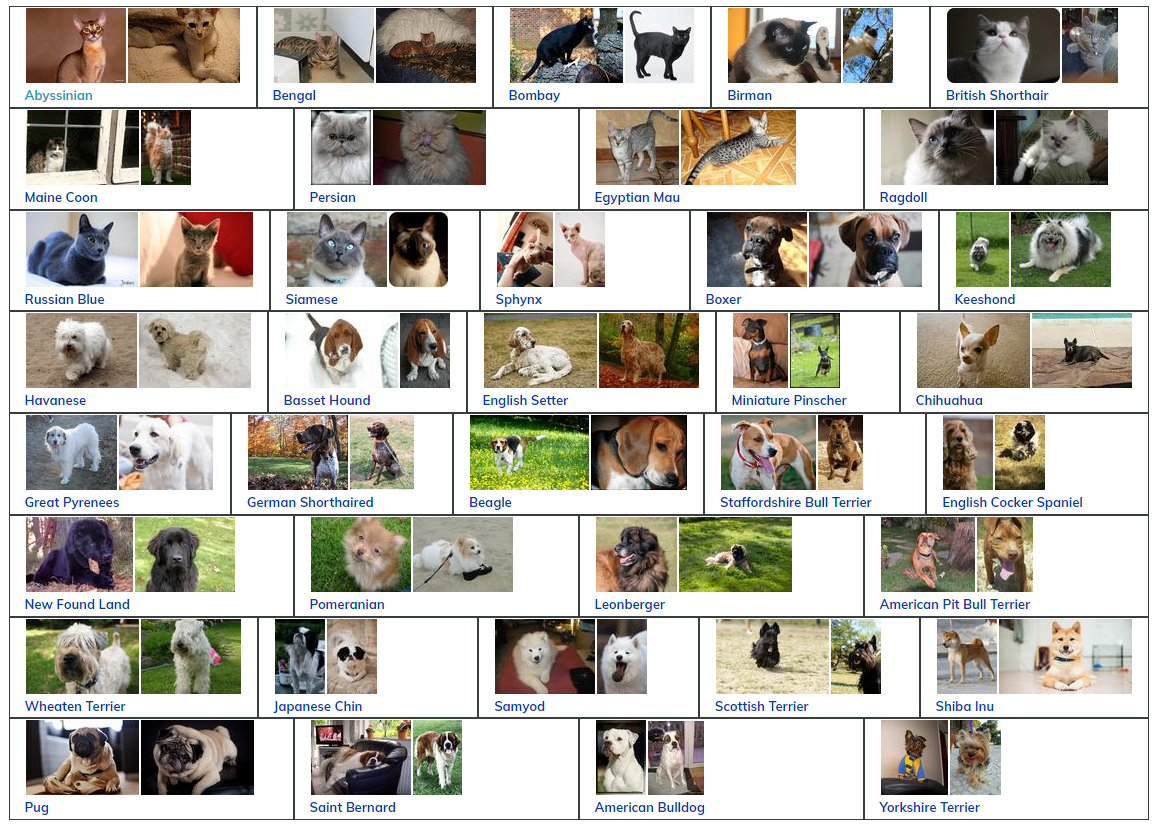 Abyssinian
Bengal
Bombay
Birman
British Shorthair
Maine Coon
Persian
Egyptian Mau
Ragdoll
Russian Blue
Siamese
Sphynx
Boxer
Keeshond
Havanese
Basset Hound
English Setter
Miniature Pinscher
Chihuahua
Great Pyrenees
German Shorthaired
Beagle
Staffordshire Bull Terrier
English Cocker Spaniel
New Found Land
Pomeranian
Leonberger
American Pit Bull Terrier
Wheaten Terrier
Japanese Chin
Samyod
Scottish Terrier
Shiba Inu
Pug
Saint Bernard
American Bulldog
Yorkshire Terrier